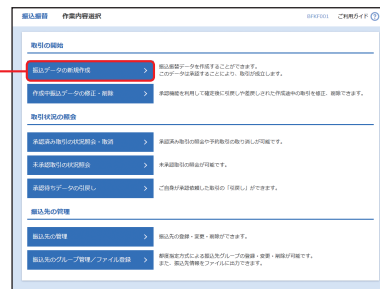 振込振替 作業内容選択 BFKF001 ご利用ガイド ?
取引の開始
振込データの新規作成
振込振替データを作成することができます。
このデータは承認することにより、取引が成立します。
作成中振込データの修正・削除
承認機能を利用して確定後に引戻しや差戻しされた作成途中の取引を修正、削除できます。
取引状況の照会
承認済み取引の状況照会・取消
承認済み取引の照会や予約取引の取り消しが可能です。
未承認取引の状況照会
未承認取引の照会が可能です。
承認待ちデータの引戻し
ご自身が承認依頼した取引の「引戻し」ができます。
振込先の管理
振込先の管理
振込先の登録・変更・削除ができます。
振込先のグループ管理/ファイル登録
都度指定方式による振込先グループの登録・変更・削除が可能です。
また、振込先情報をファイルに出力できます。